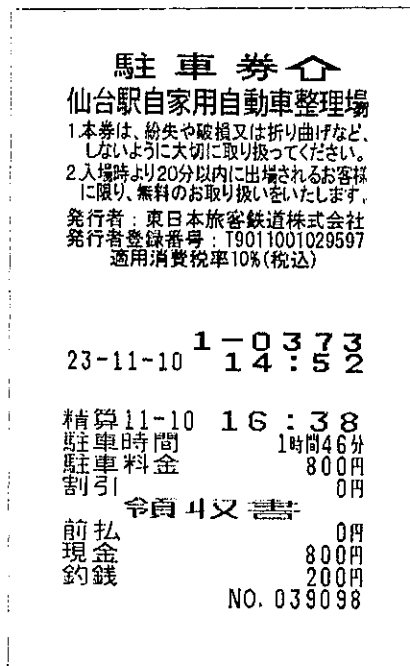 駐車券⇧
仙台駅自家用自動車整理場
1.本券は、紛失や破損又は折り曲げなど、
しないように大切に取り扱ってください。
2.入場時より20分以内に出場されるお客様
に限り、無料のお取り扱いをいたします。
発行者：東日本旅客鉄道株式会社
発行者登録番号：T9011001029597
適用消費税率10%(税込)
1-0373
23-11-10 14:52
精算11-10 16:38
駐車時間 1時間46分
駐車料金 800円
割引 0円
領収書
前払 0円
現金 800円
釣銭 200円
NO.039098